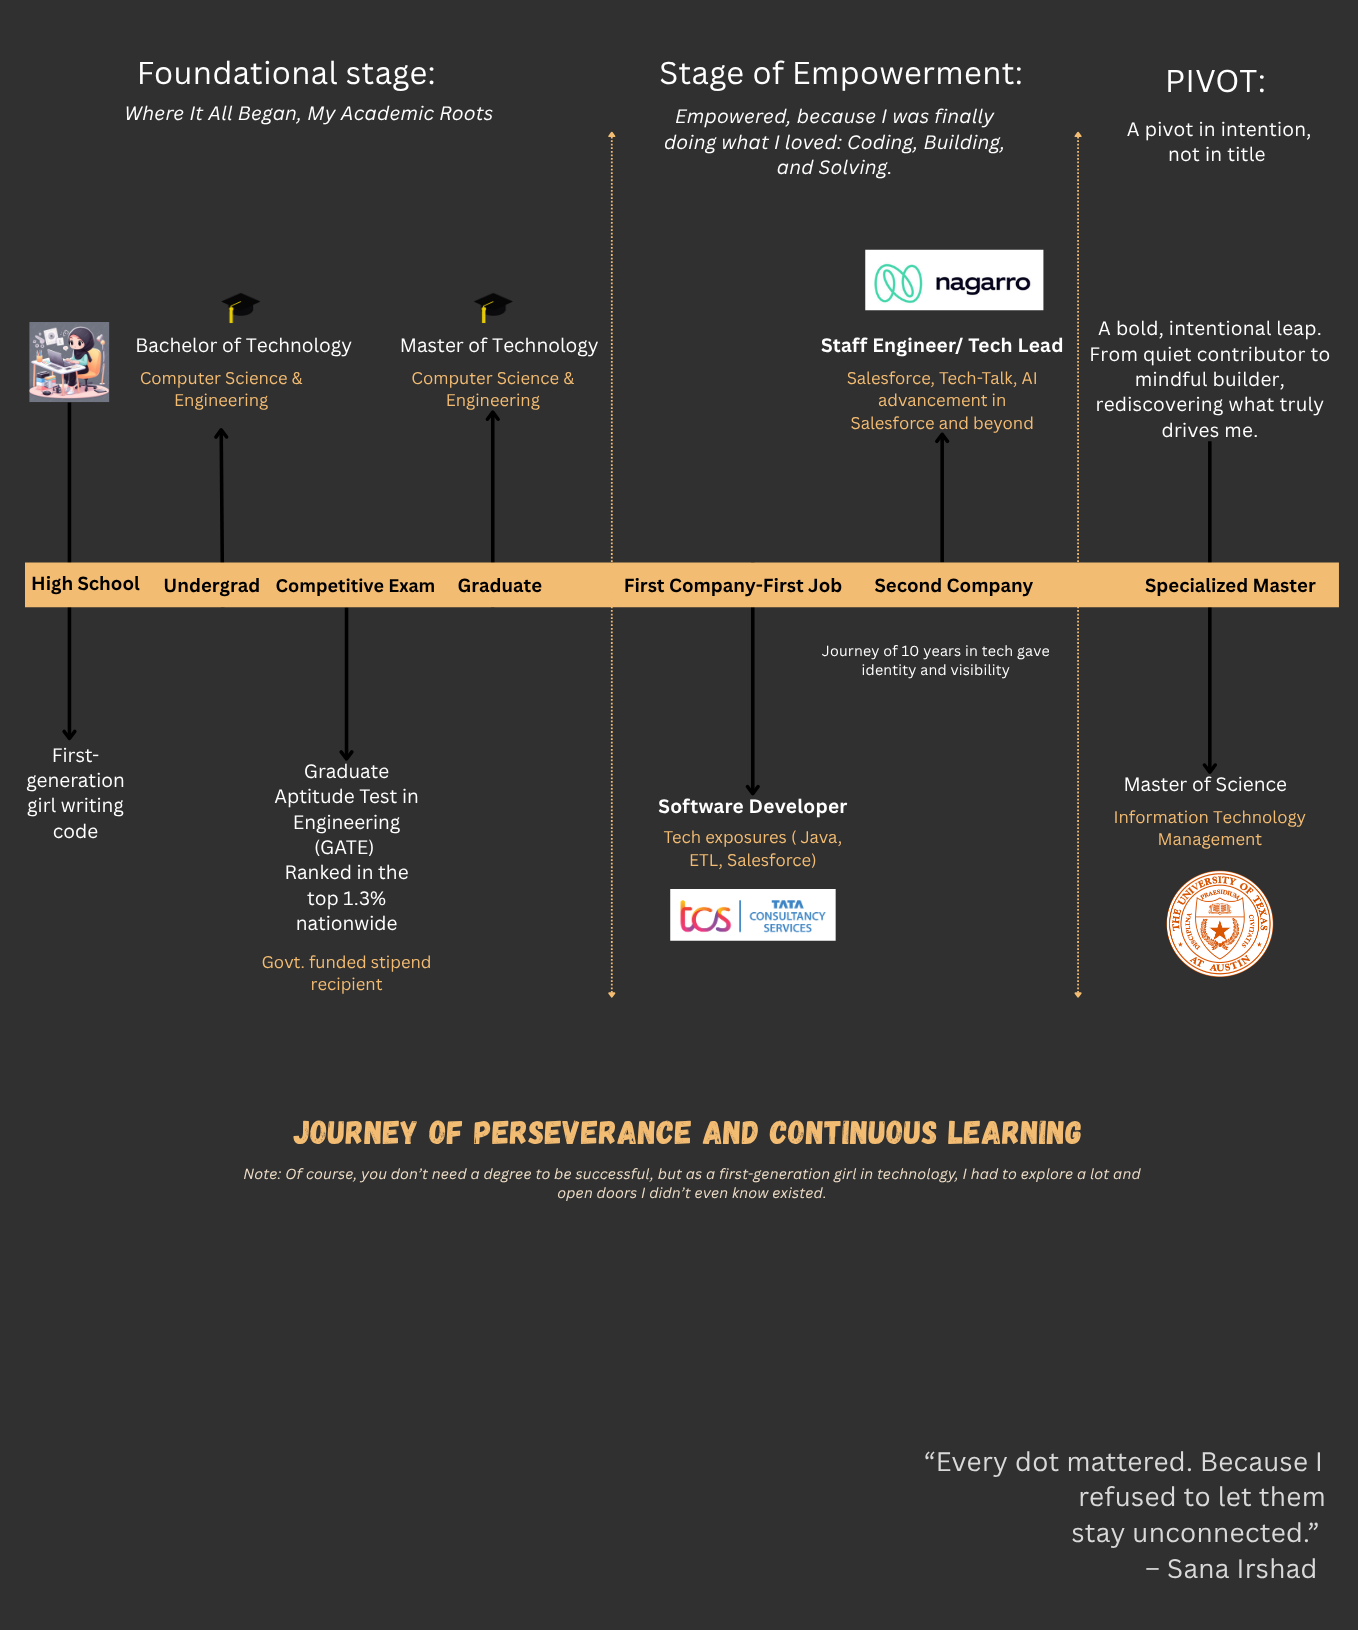 Foundational stage:
Where It All Began, My Academic Roots
Stage of Empowerment:
Empowered, because I was finally
doing what I loved: Coding, Building,
and Solving.
PIVOT:
A pivot in intention,
not in title
Bachelor of Technology
Computer Science &
Engineering
Master of Technology
Computer Science &
Engineering
nagarro
Staff Engineer/ Tech Lead
Salesforce, Tech-Talk, AI
advancement in
Salesforce and beyond
A bold, intentional leap.
From quiet contributor to
mindful builder,
rediscovering what truly
drives me.
High School
Undergrad
Competitive Exam
Graduate
First Company-First Job
Second Company
Specialized Master
Journey of 10 years in tech gave
identity and visibility
First-
generation
girl writing
code
Graduate
Aptitude Test in
Engineering
(GATE)
Ranked in the
top 1.3%
nationwide
Govt. funded stipend
recipient
Software Developer
Tech exposures ( Java,
ETL, Salesforce)
tcs
TATA
CONSULTANCY
SERVICES
Master of Science
Information Technology
Management
THE UNIVERSITY OF TEXAS
AT AUSTIN
PRAESIDIUM
DISCIPLINA
CIVITATIS
JOURNEY OF PERSEVERANCE AND CONTINUOUS LEARNING
Note: Of course, you don’t need a degree to be successful, but as a first-generation girl in technology, I had to explore a lot and
open doors I didn’t even know existed.
“Every dot mattered. Because I
refused to let them
stay unconnected.”
– Sana Irshad